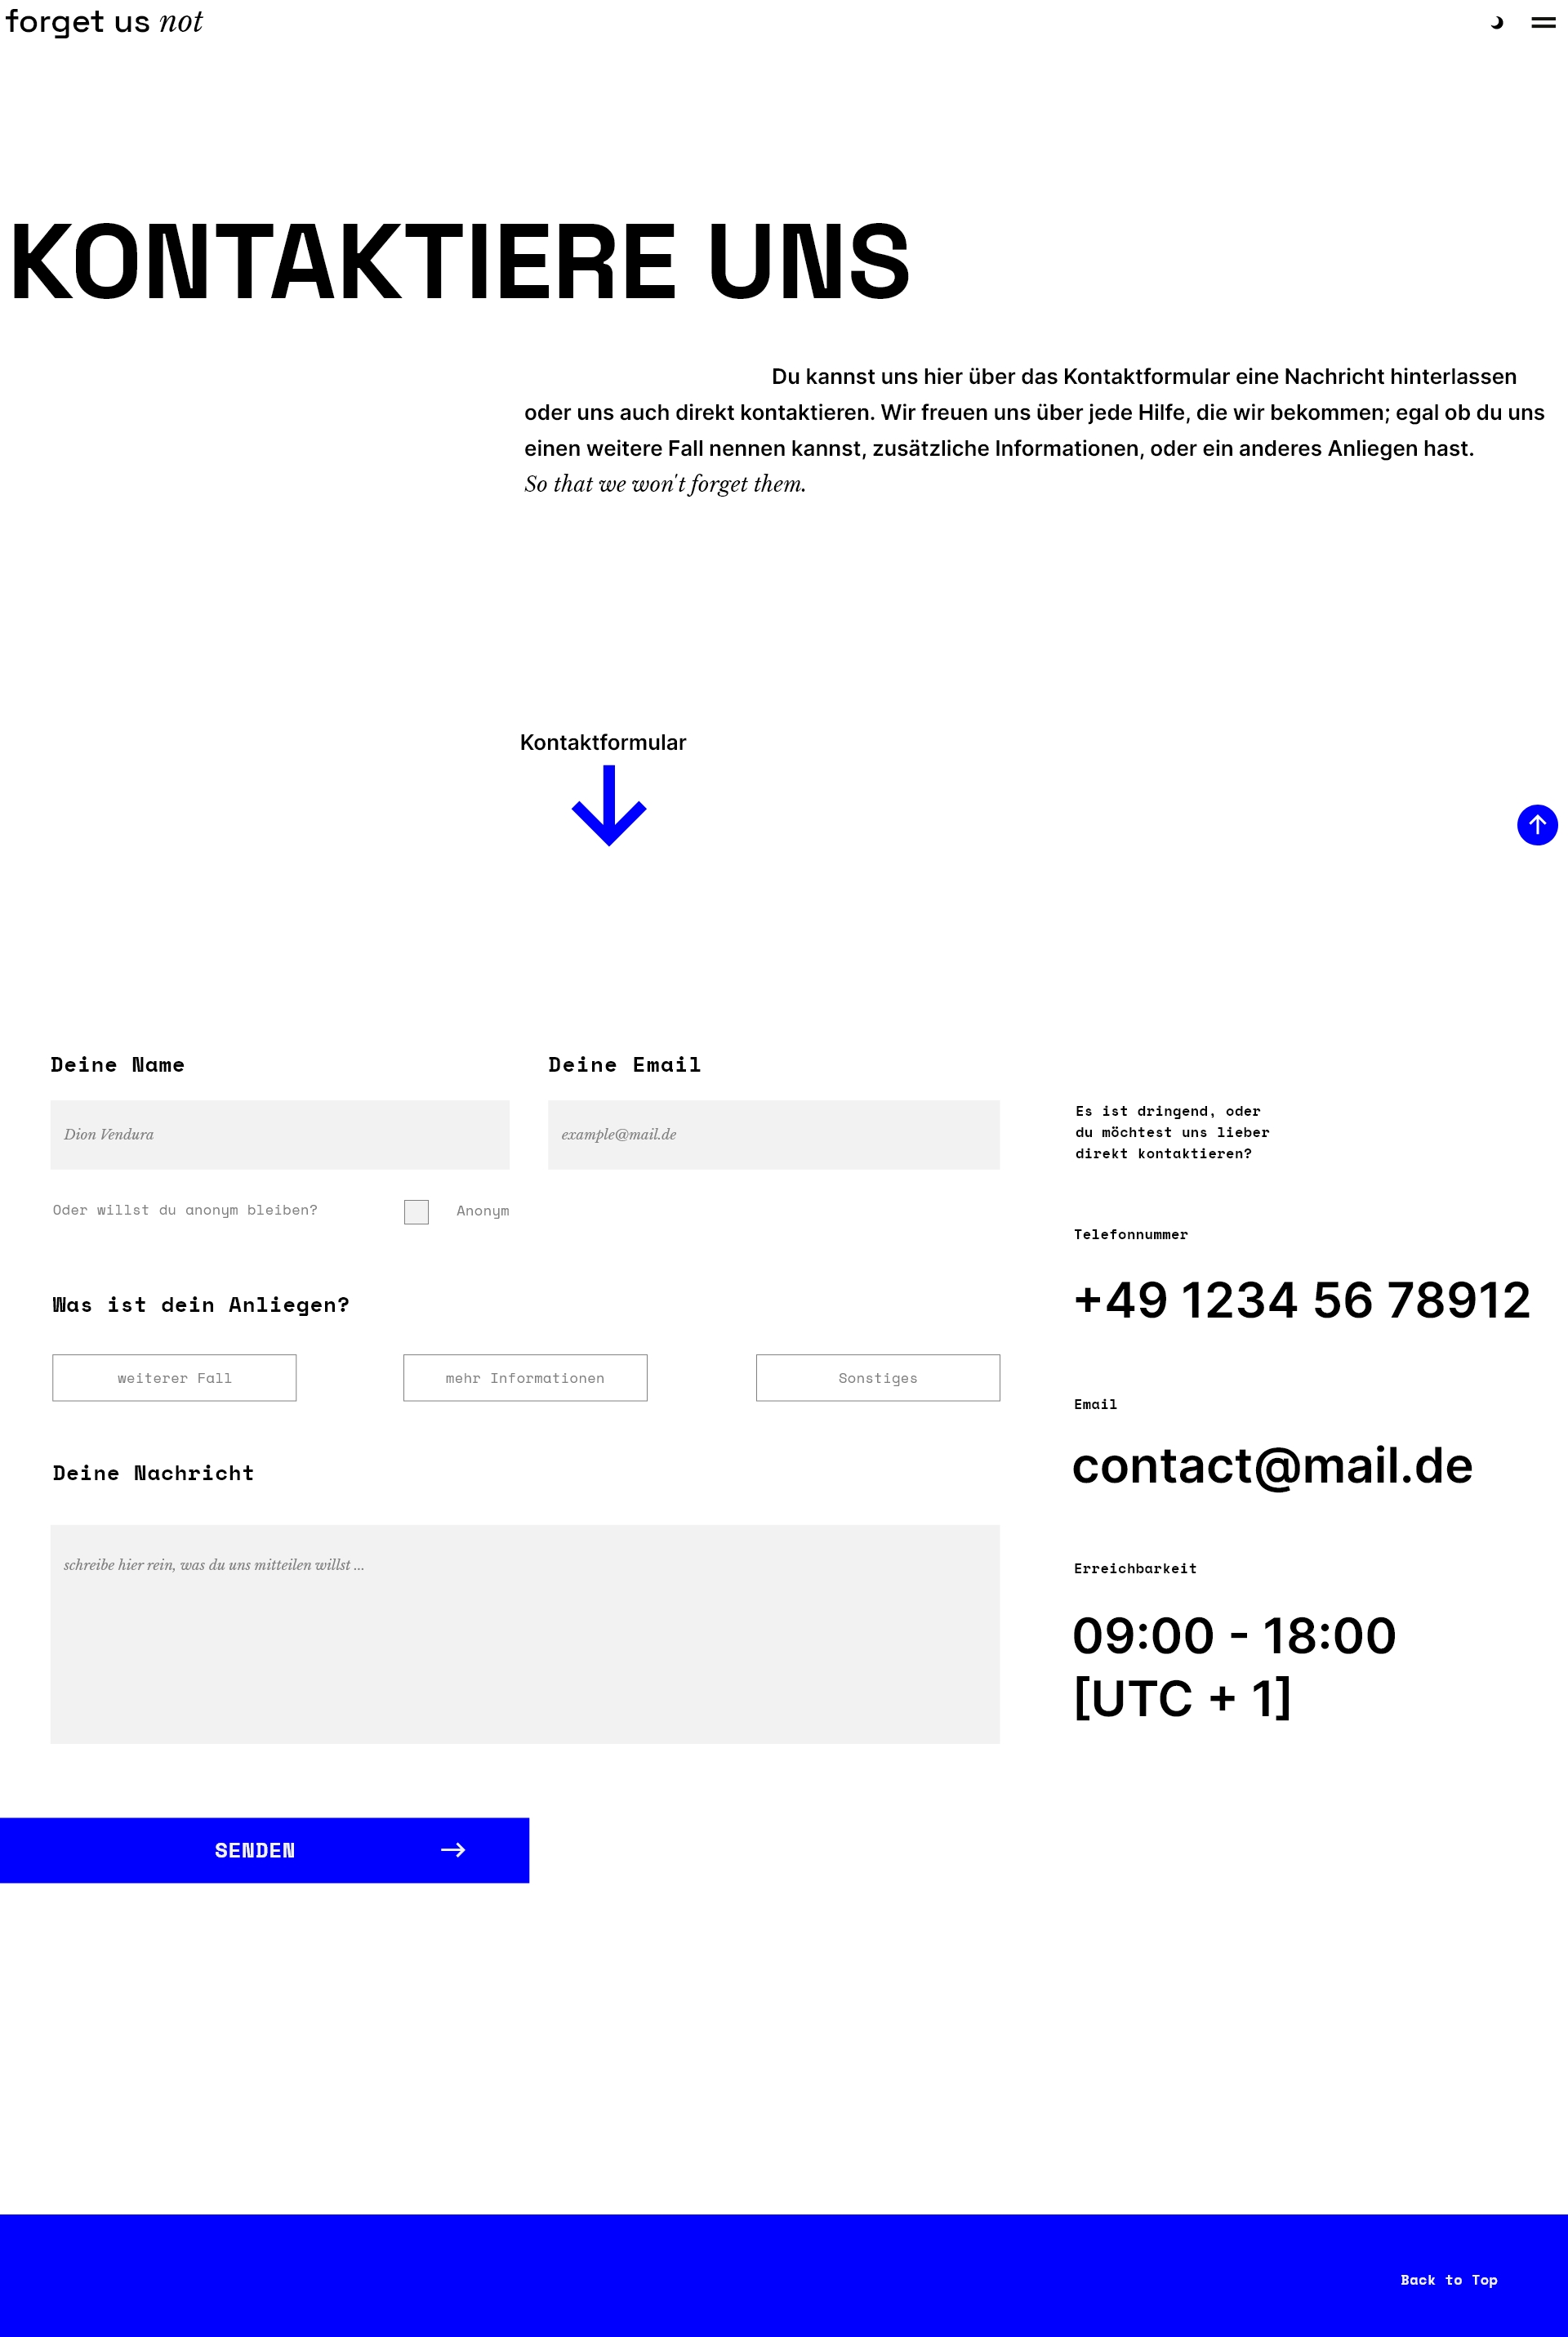 forget us not
KONTAKTIERE UNS
Du kannst uns hier über das Kontaktformular eine Nachricht hinterlassen
oder uns auch direkt kontaktieren. Wir freuen uns über jede Hilfe, die wir bekommen; egal ob du uns
einen weitere Fall nennen kannst, zusätzliche Informationen, oder ein anderes Anliegen hast.
So that we won't forget them.
Kontaktformular
Deine Name
Dion Vendura
Deine Email
example@mail.de
Oder willst du anonym bleiben?
Anonym
Was ist dein Anliegen?
weiterer Fall
mehr Informationen
Sonstiges
Deine Nachricht
schreibe hier rein, was du uns mitteilen willst ...
SENDEN
Es ist dringend, oder
du möchtest uns lieber
direkt kontaktieren?
Telefonnummer
+49 1234 56 78912
Email
contact@mail.de
Erreichbarkeit
09:00 - 18:00
[UTC + 1]
Back to Top